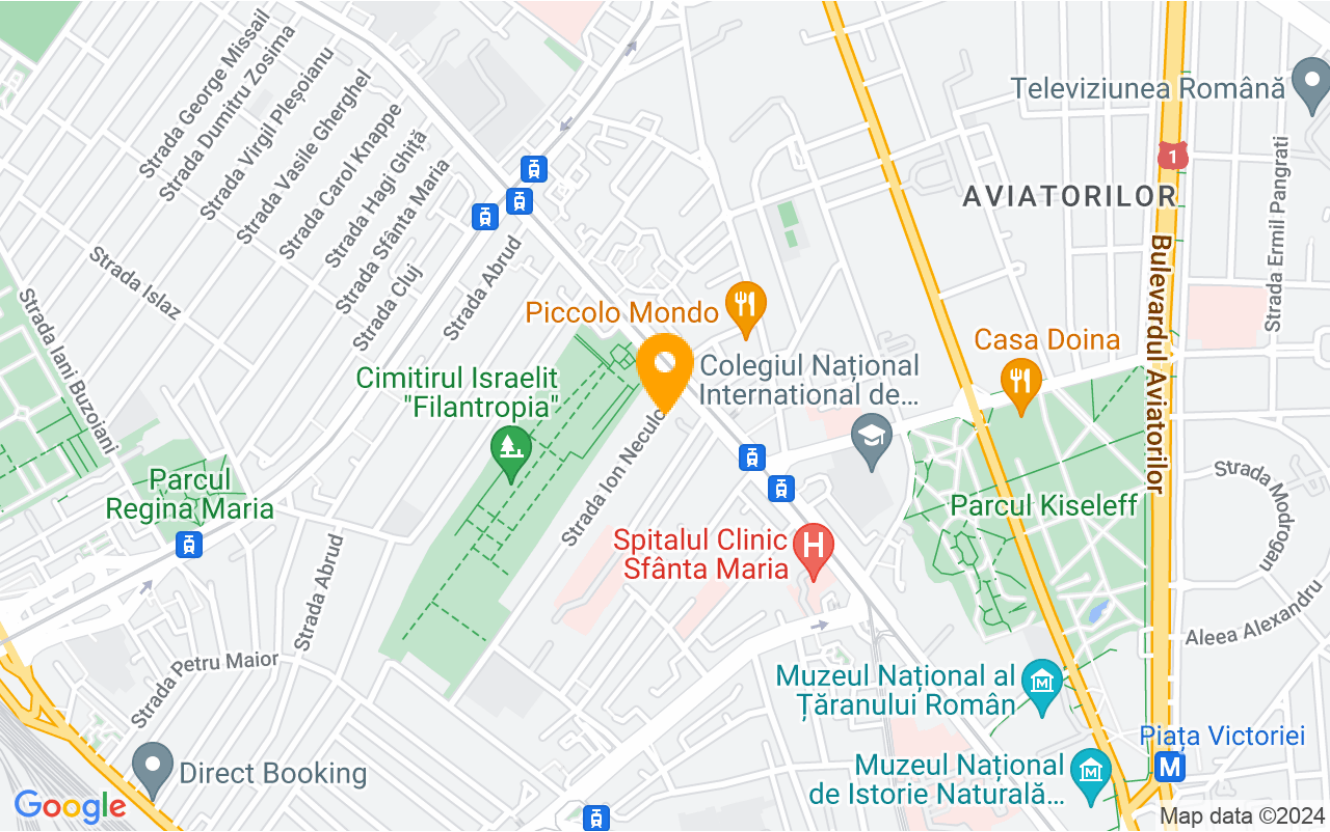 Strada George Missail
Strada Dumitru Zosima
Strada Virgil Pleșoianu
Strada Vasile Gherghel
Strada Carol Knappe
Strada Hagi Ghiță
Strada Sfânta Maria
Strada Cluj
Strada Abrud
Strada Islaz
Strada Iani Buzoiani
Televiziunea Română
1
AVIATORILOR
Strada Ermil Pangrati
Bulevardul Aviatorilor
Piccolo Mondo
Casa Doina
Colegiul Național
International de...
Cimitirul Israelit
"Filantropia"
Strada Ion Neculc
Parcul
Regina Maria
Parcul Kiseleff
Strada Modrogan
Spitalul Clinic
Sfânta Maria
H
Strada Abrud
Aleea Alexandru
Strada Petru Maior
Muzeul Național al
Țăranului Român
M
Piața Victoriei
M
Muzeul Național
de Istorie Naturală...
M
Direct Booking
Google
Map data ©2024